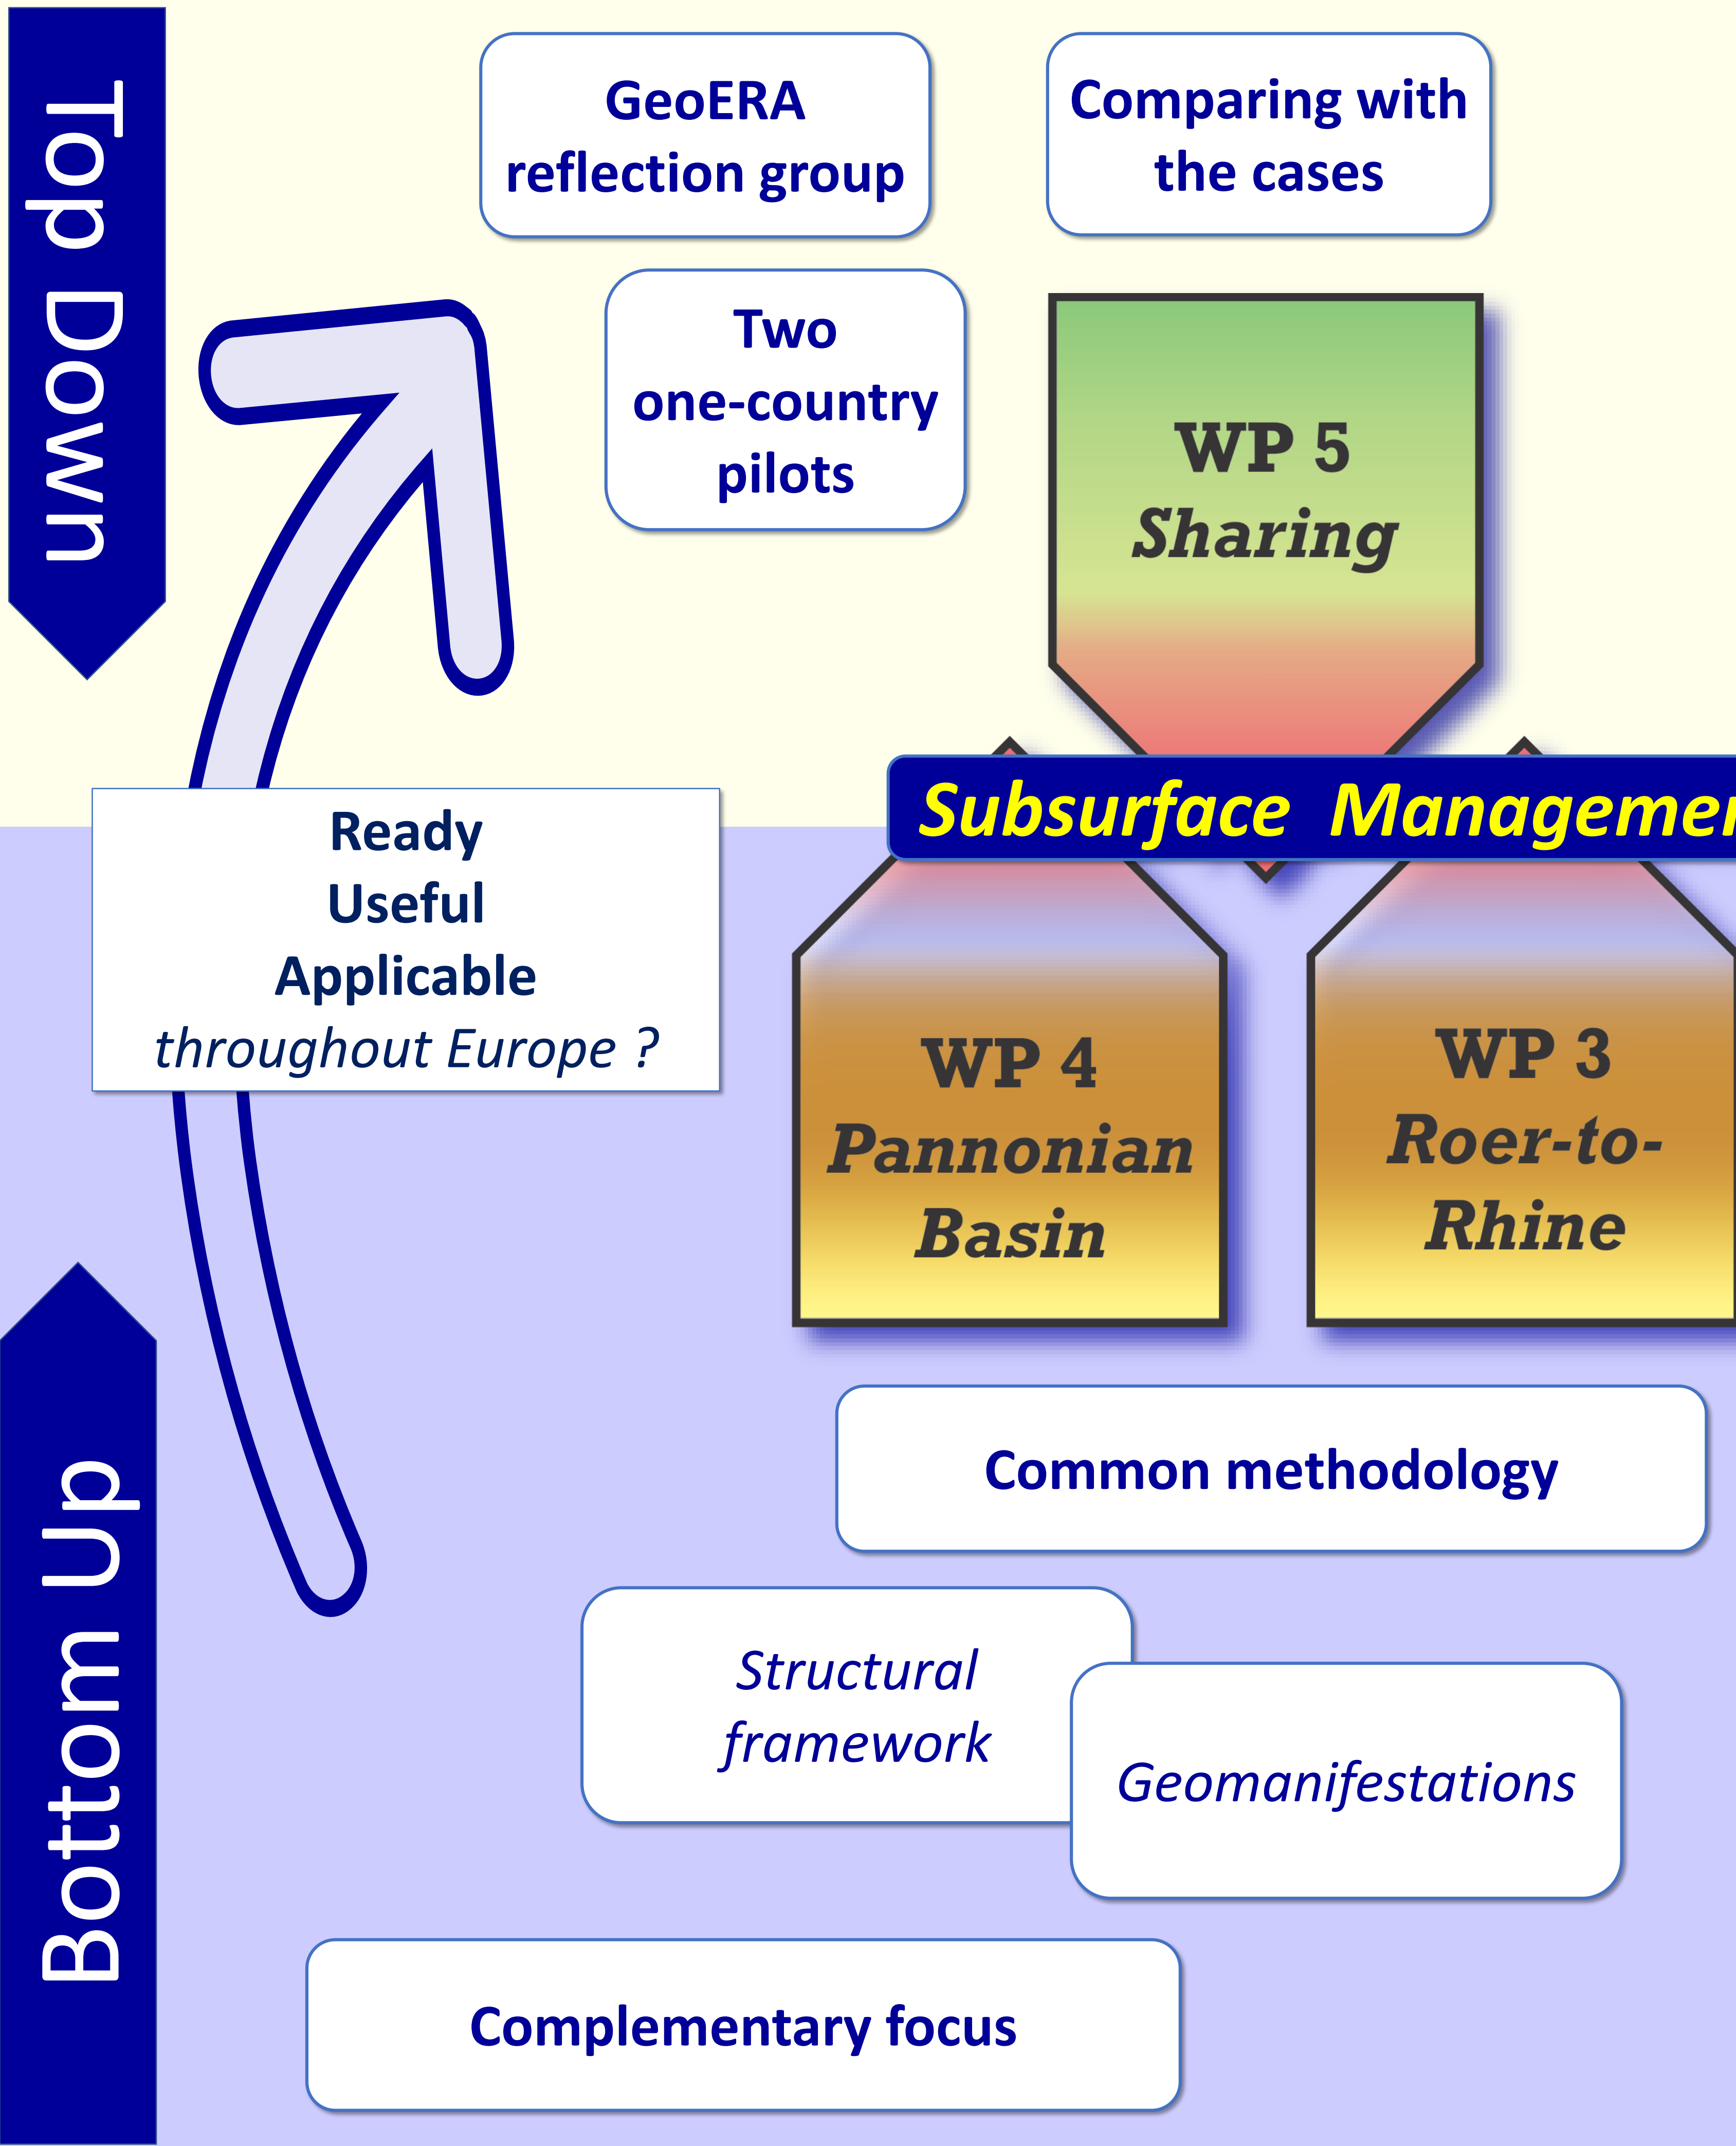 Top Down
GeoERA
reflection group
Comparing with
the cases
Two
one-country
pilots
WP 5
Sharing
Subsurface Managemen
Ready
Useful
Applicable
throughout Europe ?
WP 4
Pannonian
Basin
WP 3
Roer-to-
Rhine
Bottom Up
Common methodology
Structural
framework
Geomanifestations
Complementary focus